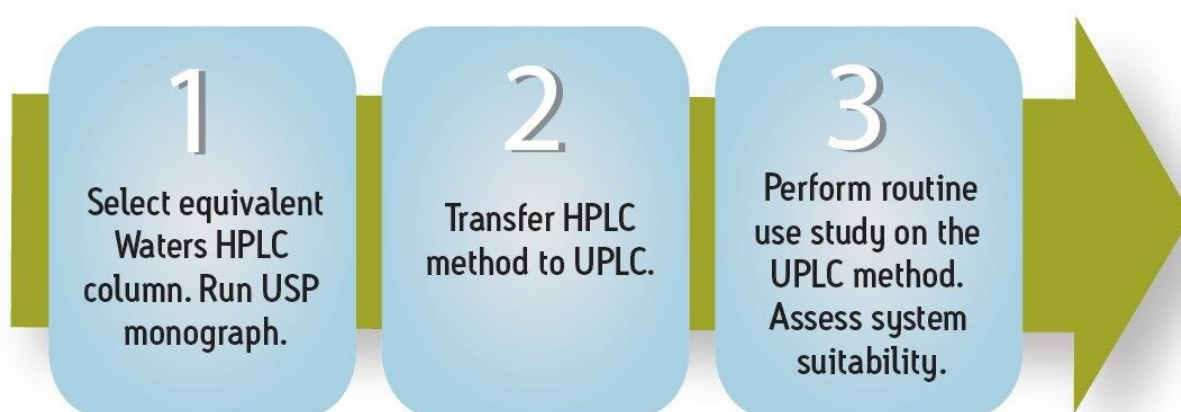 1
Select equivalent
Waters HPLC
column. Run USP
monograph.
2
Transfer HPLC
method to UPLC.
3
Perform routine
use study on the
UPLC method.
Assess system
suitability.